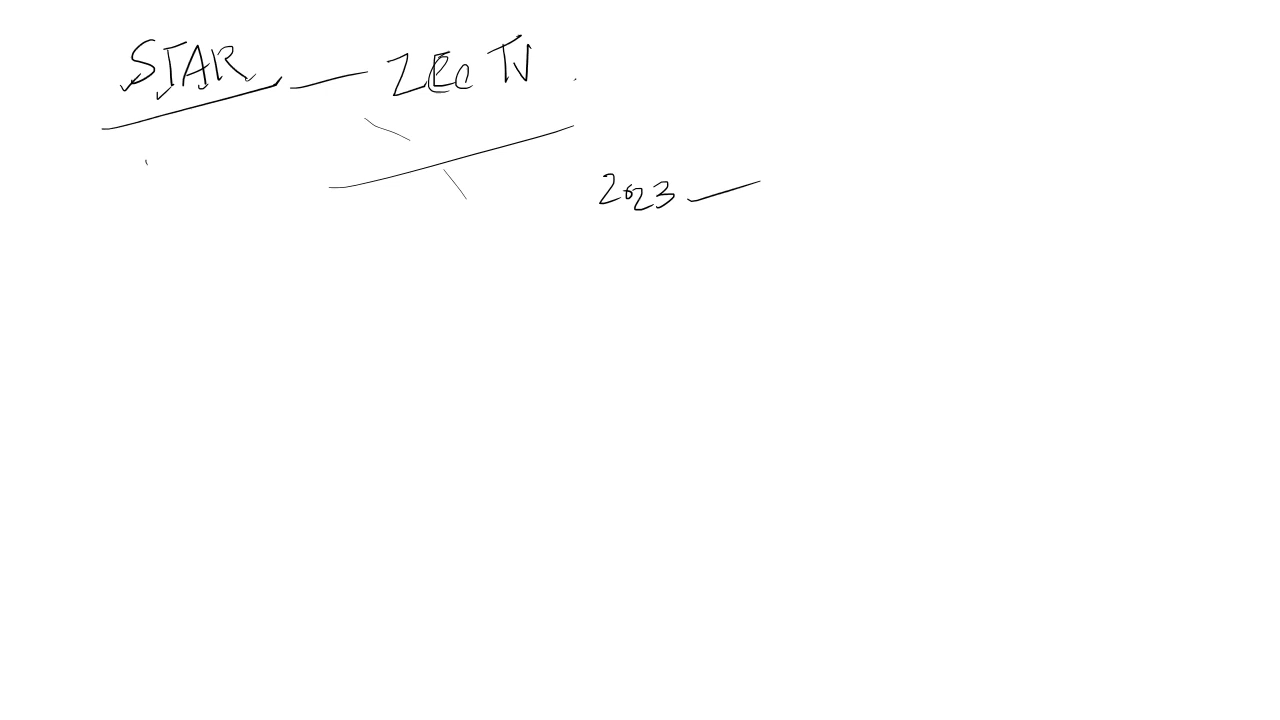 STAR — Zee TV
2023 —